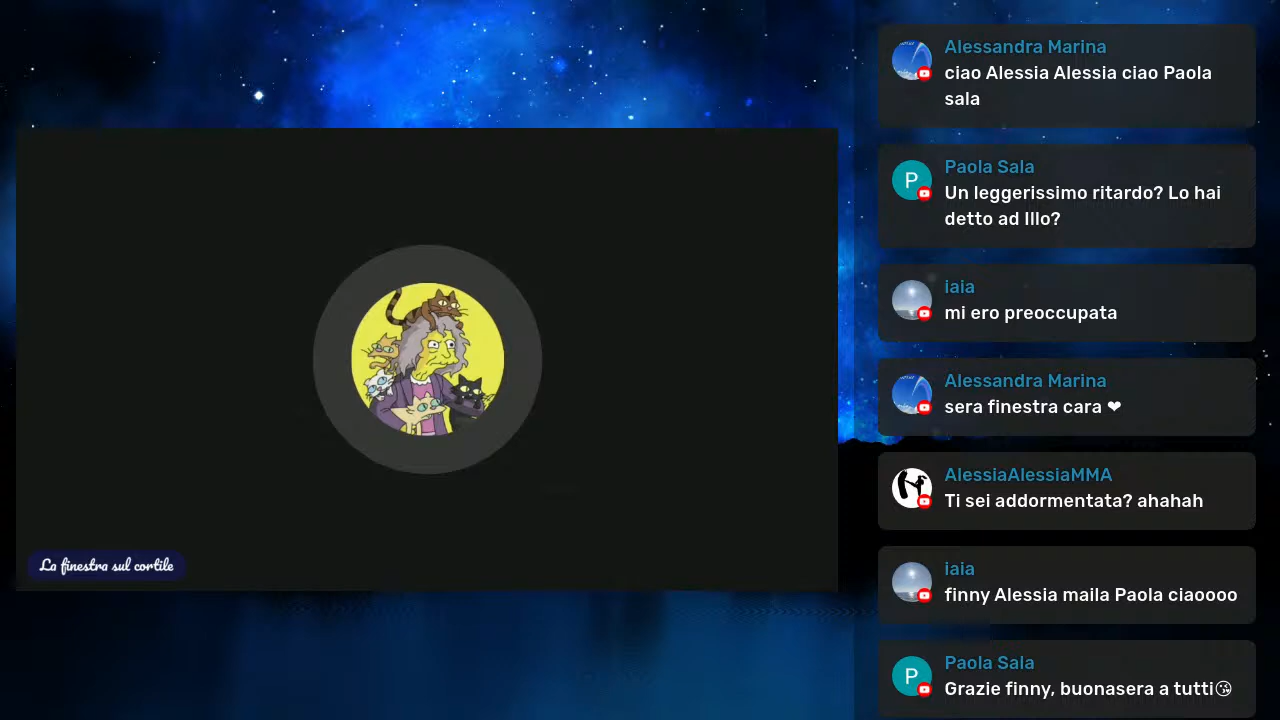 La finestra sul cortile
Alessandra Marina
ciao Alessia Alessia ciao Paola
sala
P
Paola Sala
Un leggerissimo ritardo? Lo hai
detto ad Illo?
iaia
mi ero preoccupata
Alessandra Marina
sera finestra cara ❤
AlessiaAlessiaMMA
Ti sei addormentata? ahahah
iaia
finny Alessia maila Paola ciaoooo
P
Paola Sala
Grazie finny, buonasera a tutti😘